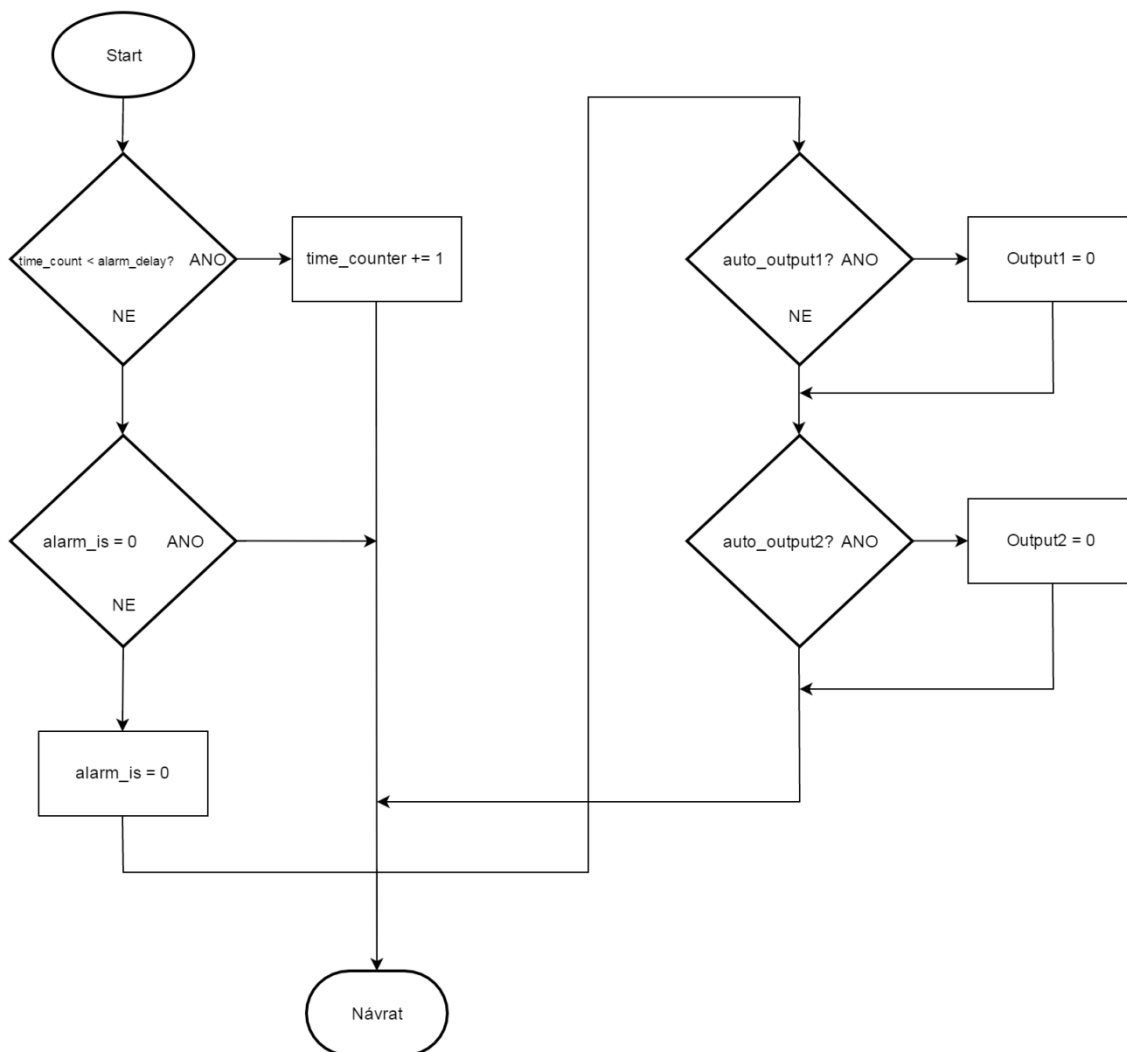 Start
time_count < alarm_delay?
ANO
NE
time_counter += 1
alarm_is = 0
ANO
NE
alarm_is = 0
auto_output1?
ANO
NE
Output1 = 0
auto_output2?
ANO
Output2 = 0
Návrat